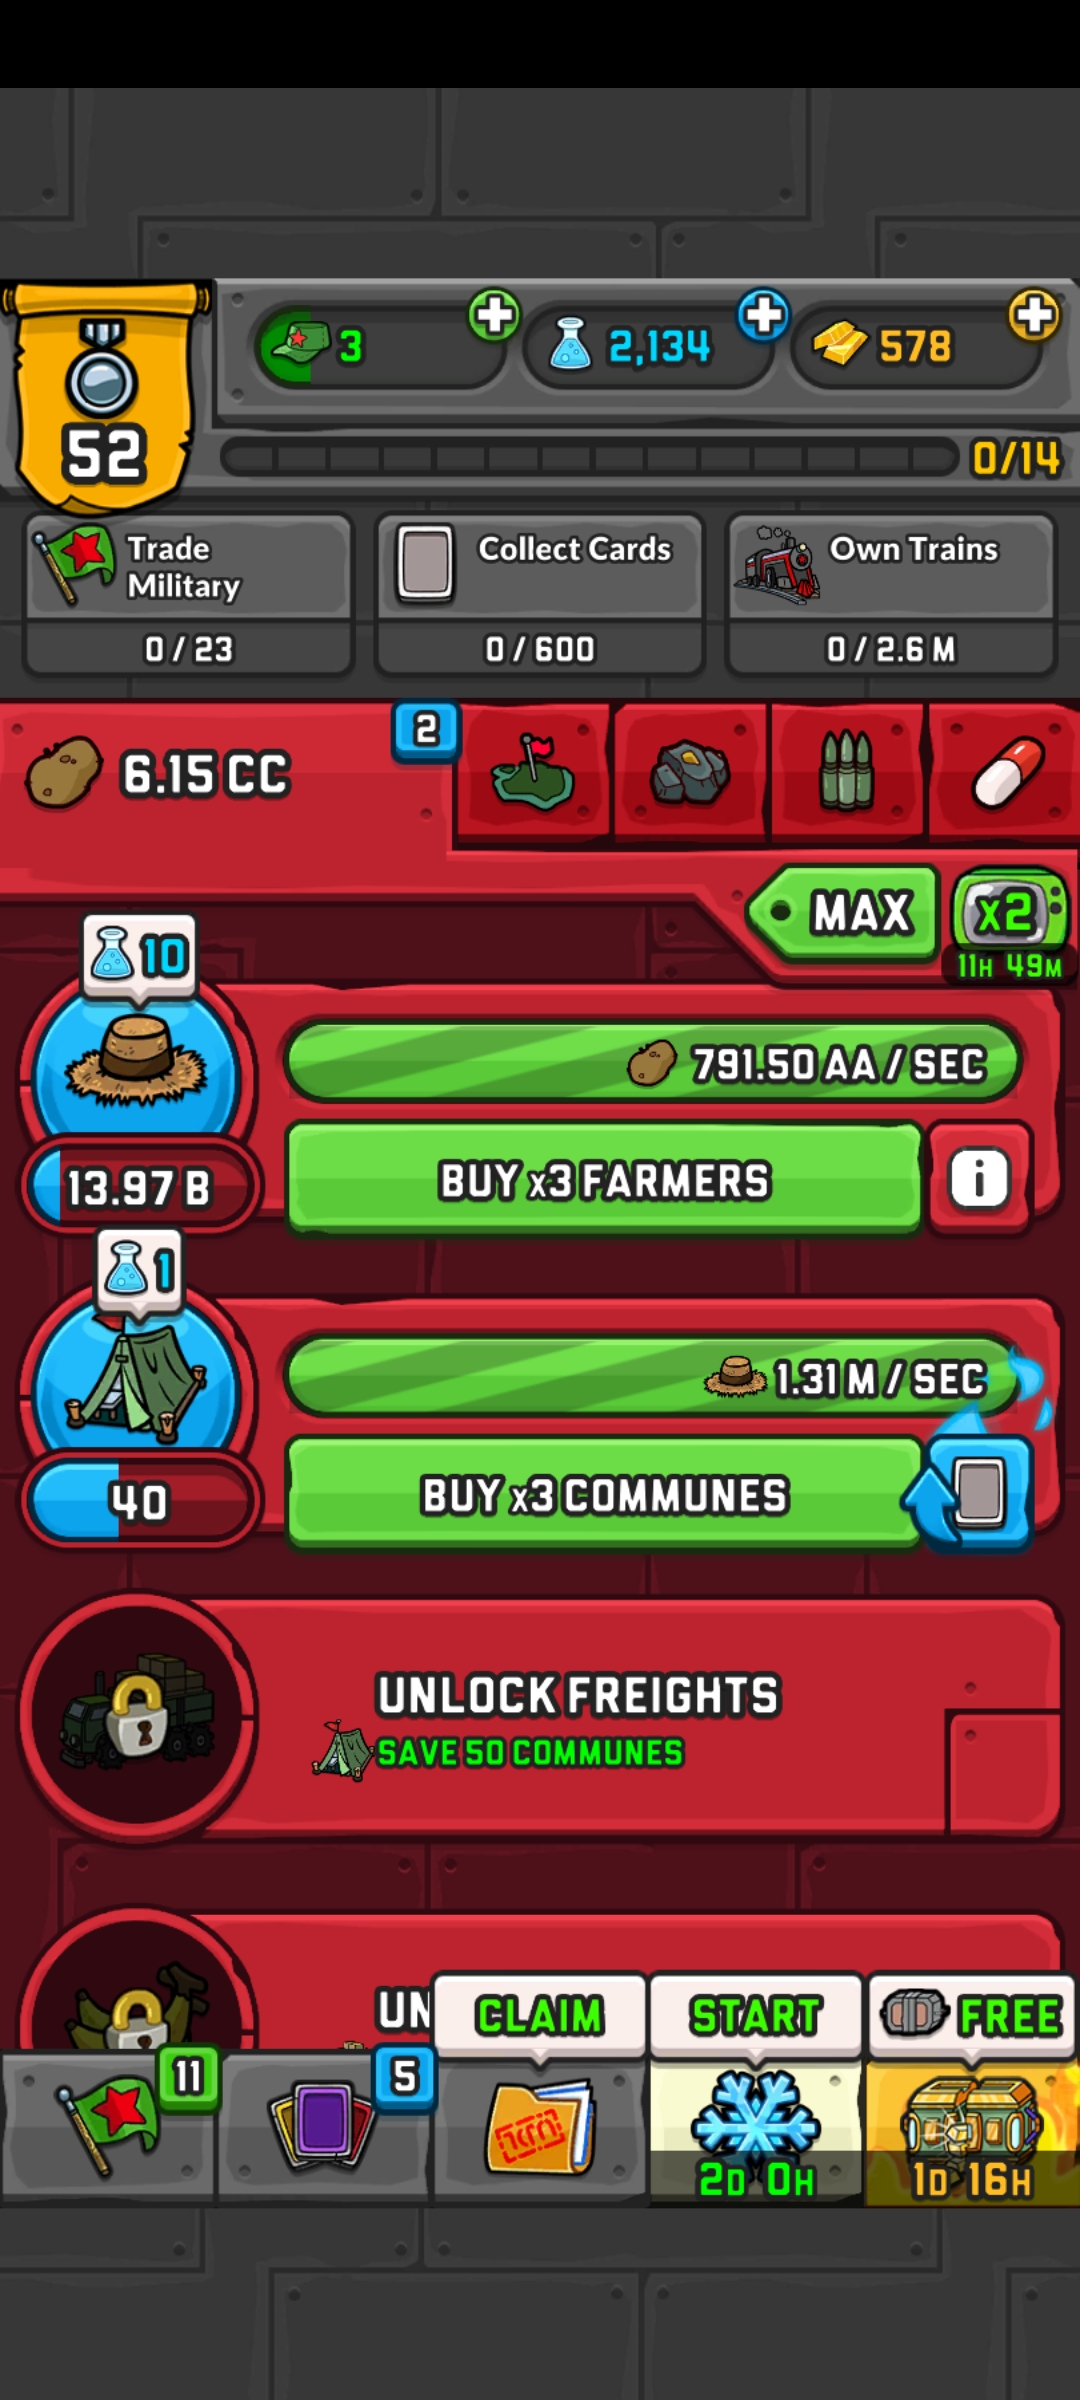 3
2,134
578
52
0/14
Trade
Military
Collect Cards
Own Trains
0 / 23
0 / 600
0 / 2.6 M
2
6.15 CC
MAX
x2
11H 49M
10
791.50 AA / SEC
13.97 B
BUY x3 FARMERS
i
1
1.31 M / SEC
40
BUY x3 COMMUNES
UNLOCK FREIGHTS
SAVE 50 COMMUNES
UN
CLAIM
START
FREE
11
5
2D 0H
1D 16H